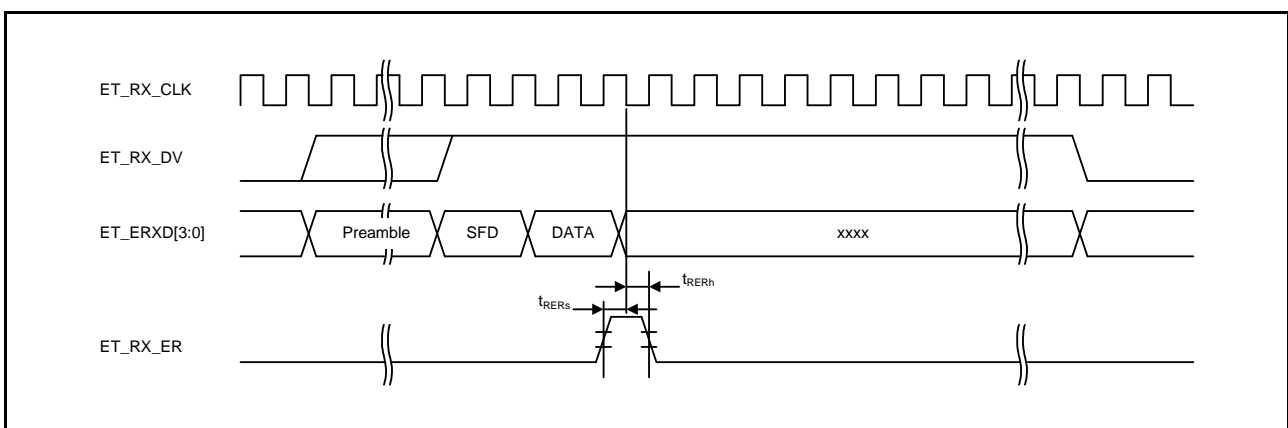 ET_RX_CLK
ET_RX_DV
ET_ERXD[3:0]
Preamble
SFD
DATA
xxxx
tRERh
tRERs
ET_RX_ER